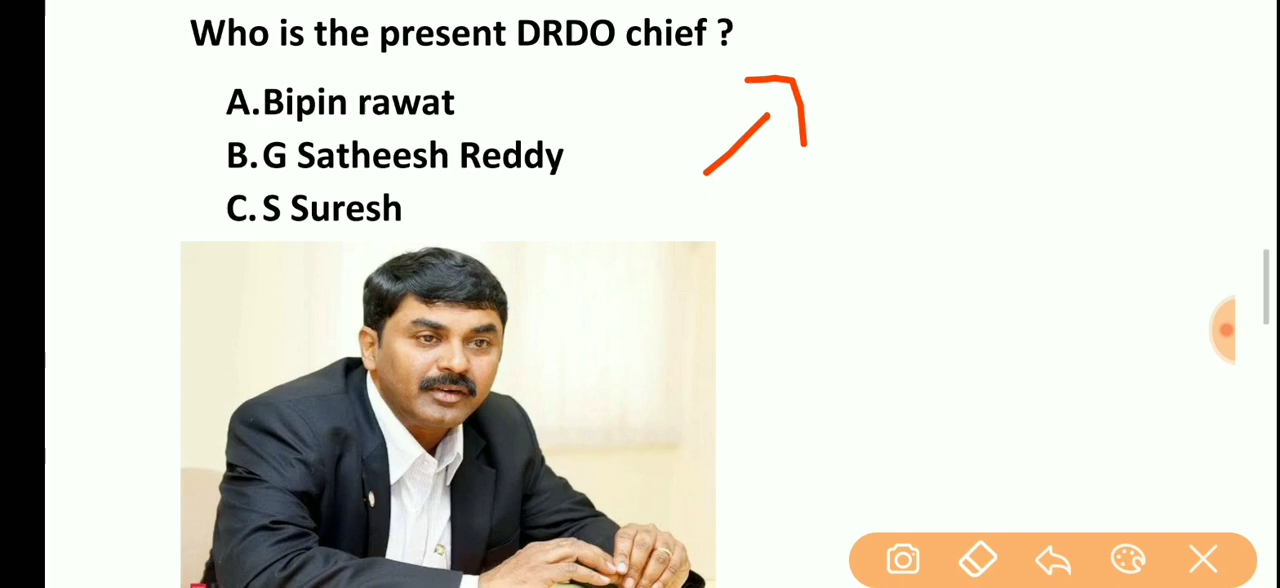 Who is the present DRDO chief ?
A.Bipin rawat
B.G Satheesh Reddy
C.S Suresh